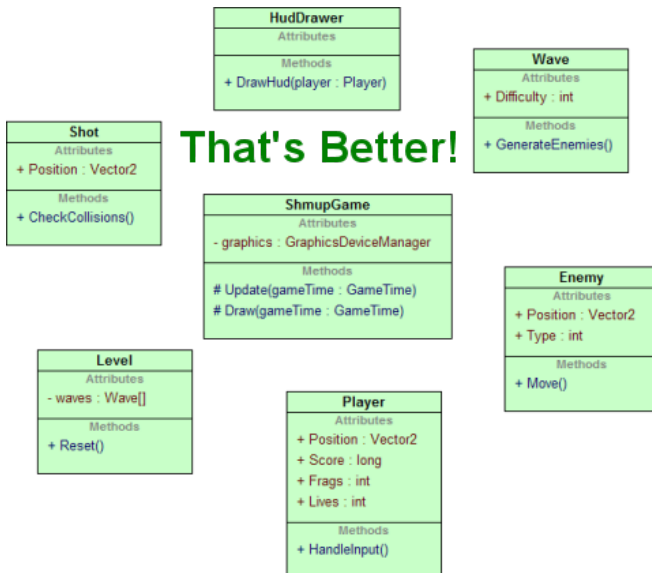 HudDrawer
Attributes
Methods
+ DrawHud(player : Player)
Wave
Attributes
+ Difficulty : int
Methods
+ GenerateEnemies()
Shot
Attributes
+ Position : Vector2
Methods
+ CheckCollisions()
That's Better!
ShmupGame
Attributes
- graphics : GraphicsDeviceManager
Methods
# Update(gameTime : GameTime)
# Draw(gameTime : GameTime)
Enemy
Attributes
+ Position : Vector2
+ Type : int
Methods
+ Move()
Level
Attributes
- waves : Wave[]
Methods
+ Reset()
Player
Attributes
+ Position : Vector2
+ Score : long
+ Frags : int
+ Lives : int
Methods
+ HandleInput()